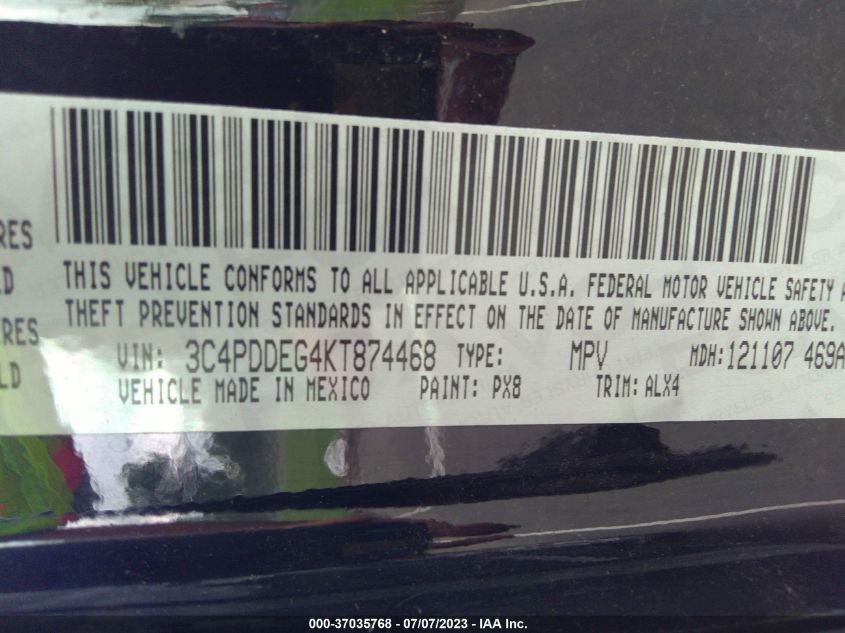 RES
LD
THIS VEHICLE CONFORMS TO ALL APPLICABLE U.S.A. FEDERAL MOTOR VEHICLE SAFETY A
THEFT PREVENTION STANDARDS IN EFFECT ON THE DATE OF MANUFACTURE SHOWN ABOVE.
RES
VIN: 3C4PDDEG4KT874468 TYPE: MPV MDH: 121107 469A
LD
VEHICLE MADE IN MEXICO PAINT: PX8 TRIM: ALX4
000-37035768 - 07/07/2023 - IAA Inc.